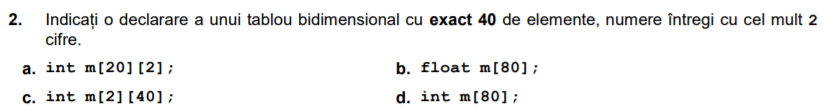 2. Indicați o declarare a unui tablou bidimensional cu exact 40 de elemente, numere întregi cu cel mult 2
cifre.
a. int m[20][2]; b. float m[80];
c. int m[2][40]; d. int m[80];